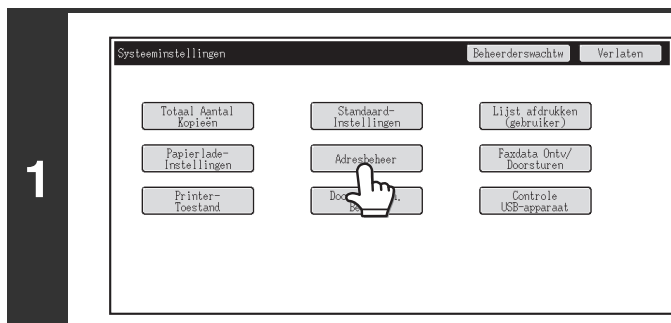 1
Systeeminstellingen
Beheerderswachtw
Verlaten
Totaal Aantal
Kopieën
Standaard-
Instellingen
Lijst afdrukken
(gebruiker)
Papierlade-
Instellingen
Adresbeheer
Faxdata Ontv/
Doorsturen
Printer-
Toestand
Controle
USB-apparaat